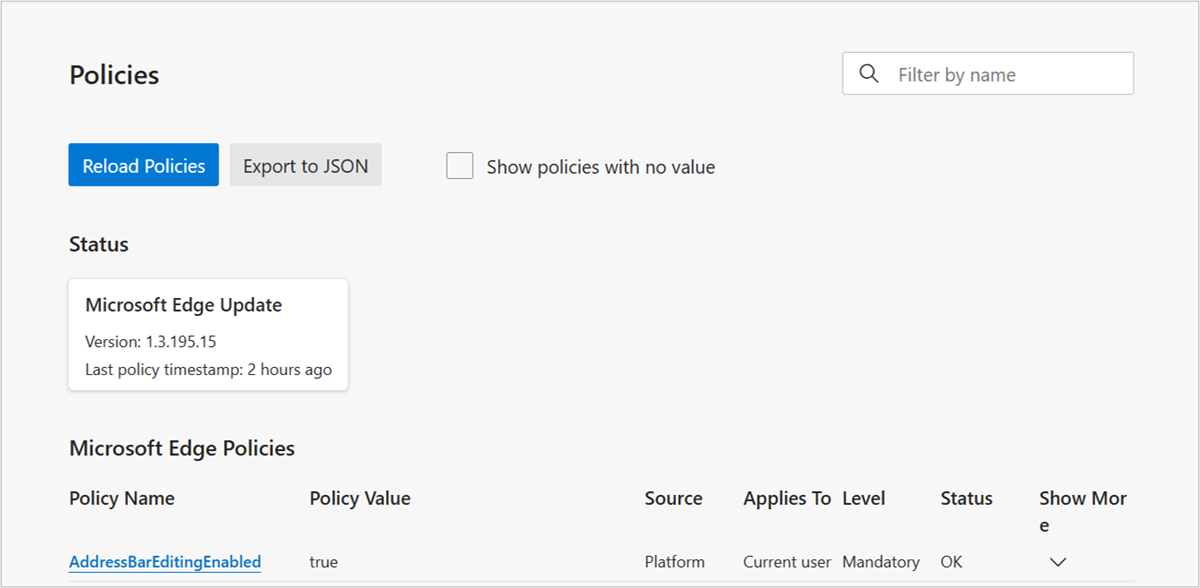 Policies
Filter by name
Reload Policies
Export to JSON
Show policies with no value
Status
Microsoft Edge Update
Version: 1.3.195.15
Last policy timestamp: 2 hours ago
Microsoft Edge Policies
Policy Name Policy Value Source Applies To Level Status Show Mor
e
AddressBarEditingEnabled true Platform Current user Mandatory OK